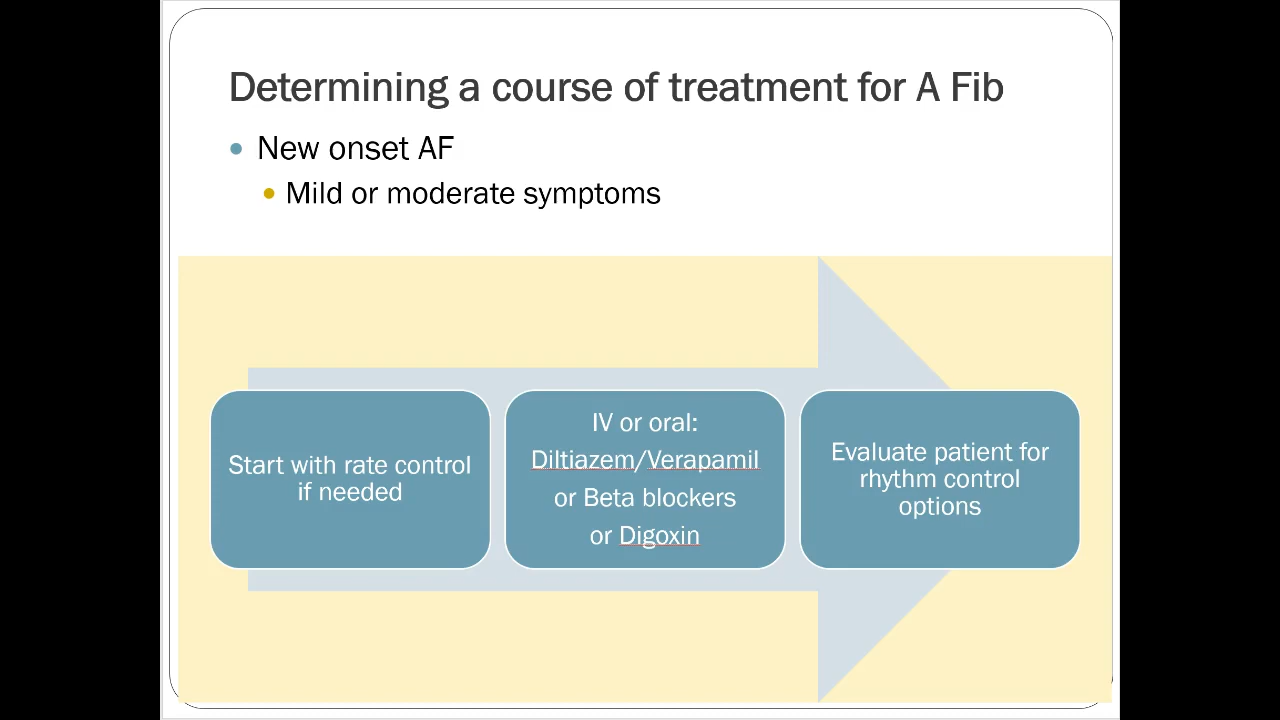 Determining a course of treatment for A Fib
New onset AF
Mild or moderate symptoms
Start with rate control
if needed
IV or oral:
Diltiazem/Verapamil
or Beta blockers
or Digoxin
Evaluate patient for
rhythm control
options